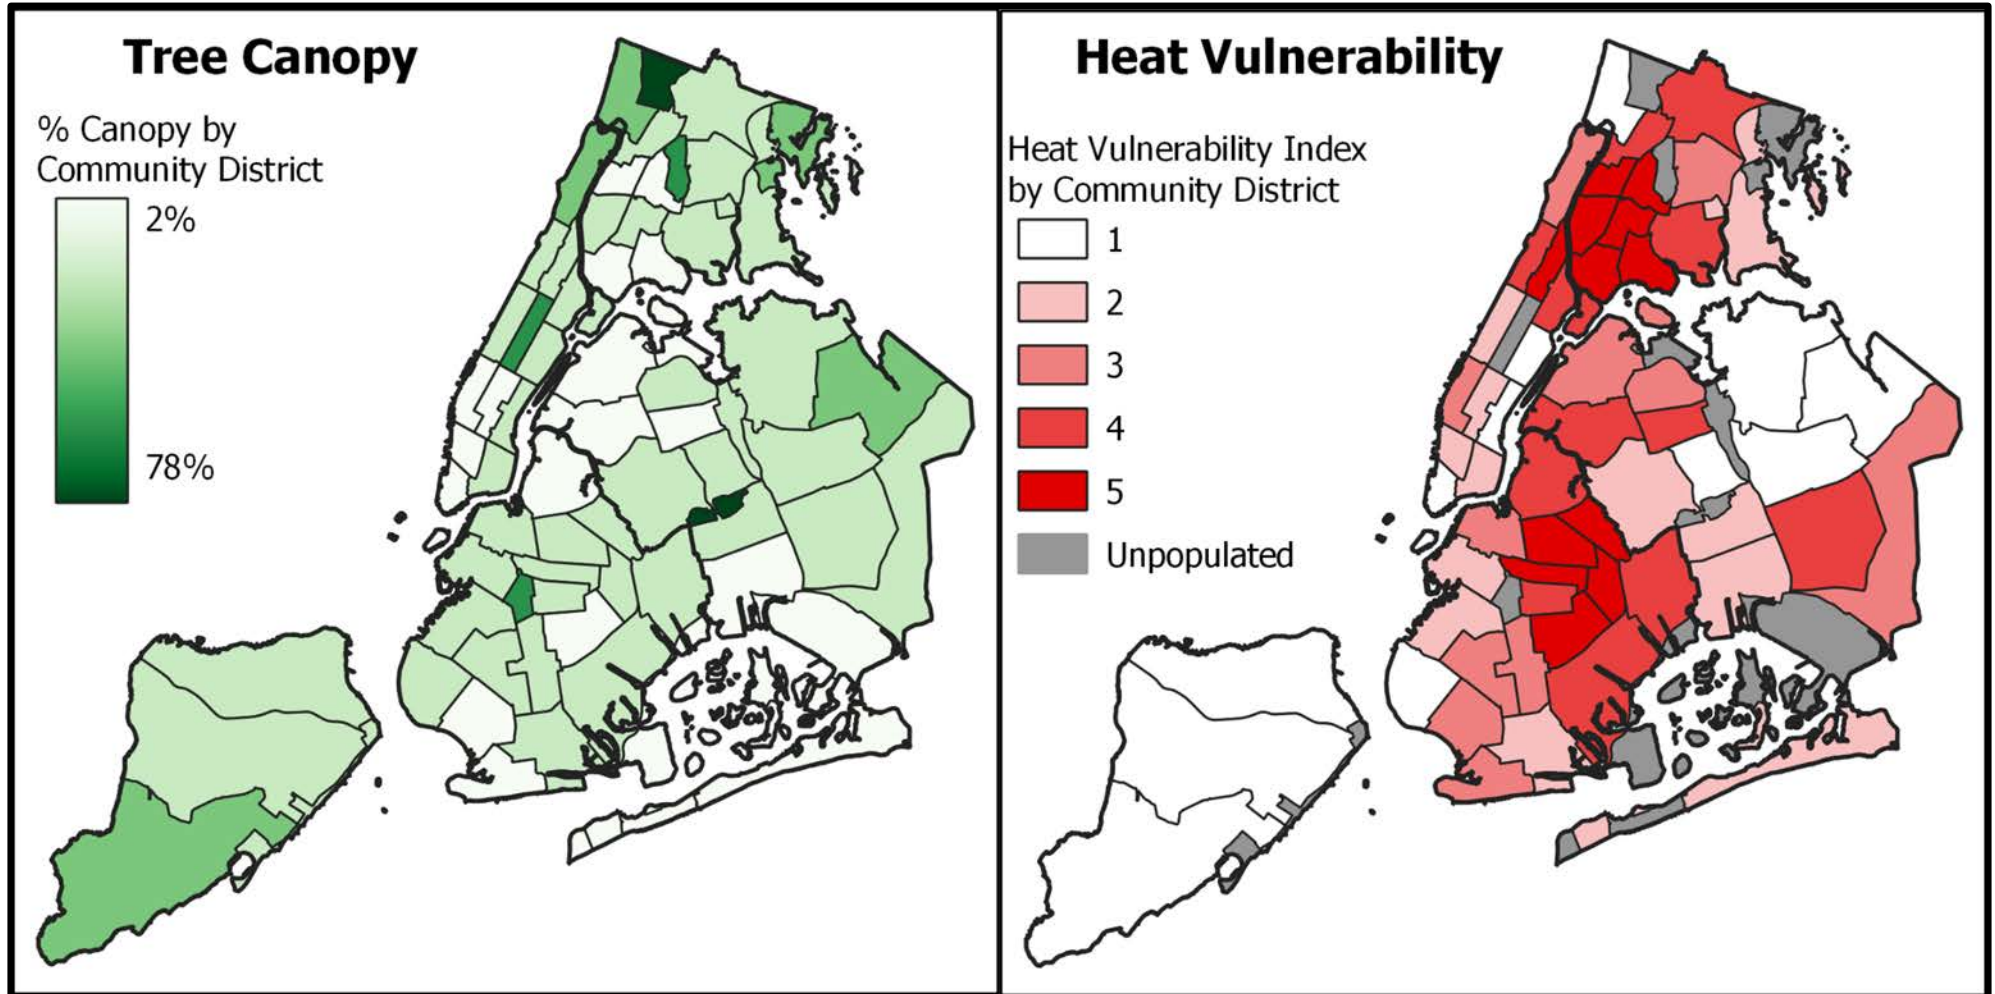 Tree Canopy
% Canopy by
Community District
2%
78%
Heat Vulnerability
Heat Vulnerability Index
by Community District
1
2
3
4
5
Unpopulated